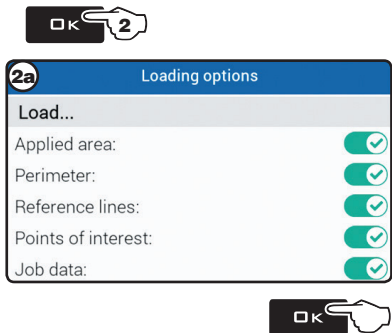 OK
2
2a
Loading options
Load...
Applied area:
Perimeter:
Reference lines:
Points of interest:
Job data:
OK